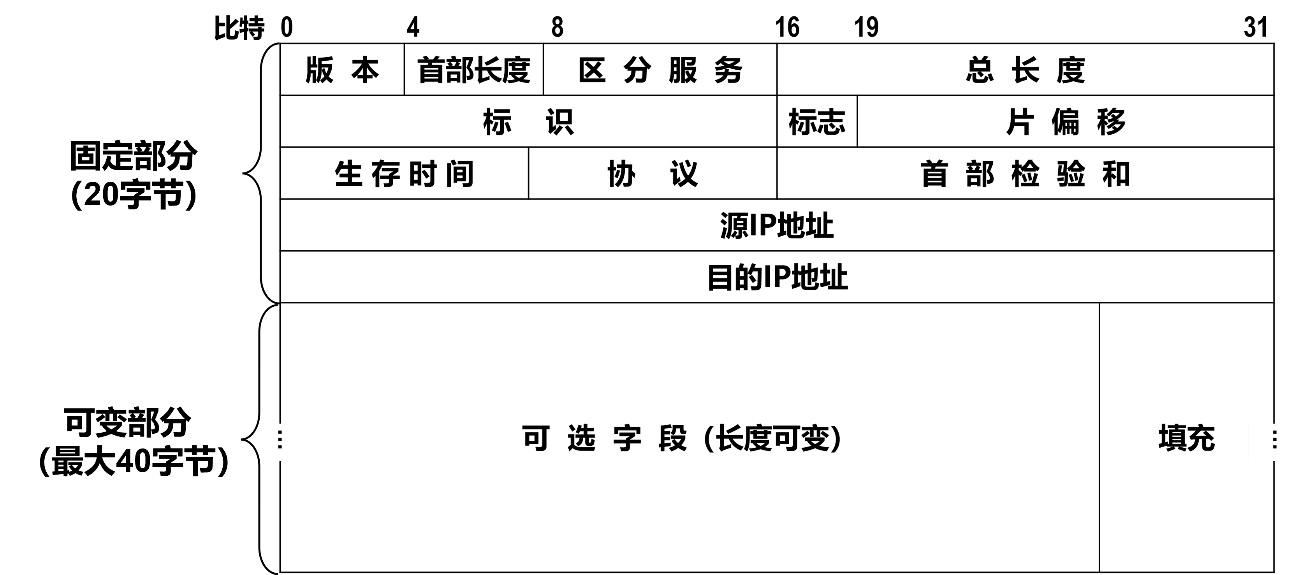 比特 0 4 8 16 19 31
版 本 首部长度 区 分 服 务 总 长 度
标 识 标志 片 偏 移
固定部分
(20字节)
生 存 时 间 协 议 首 部 检 验 和
源IP地址
目的IP地址
可变部分
(最大40字节)
可 选 字 段 (长度可变) 填充